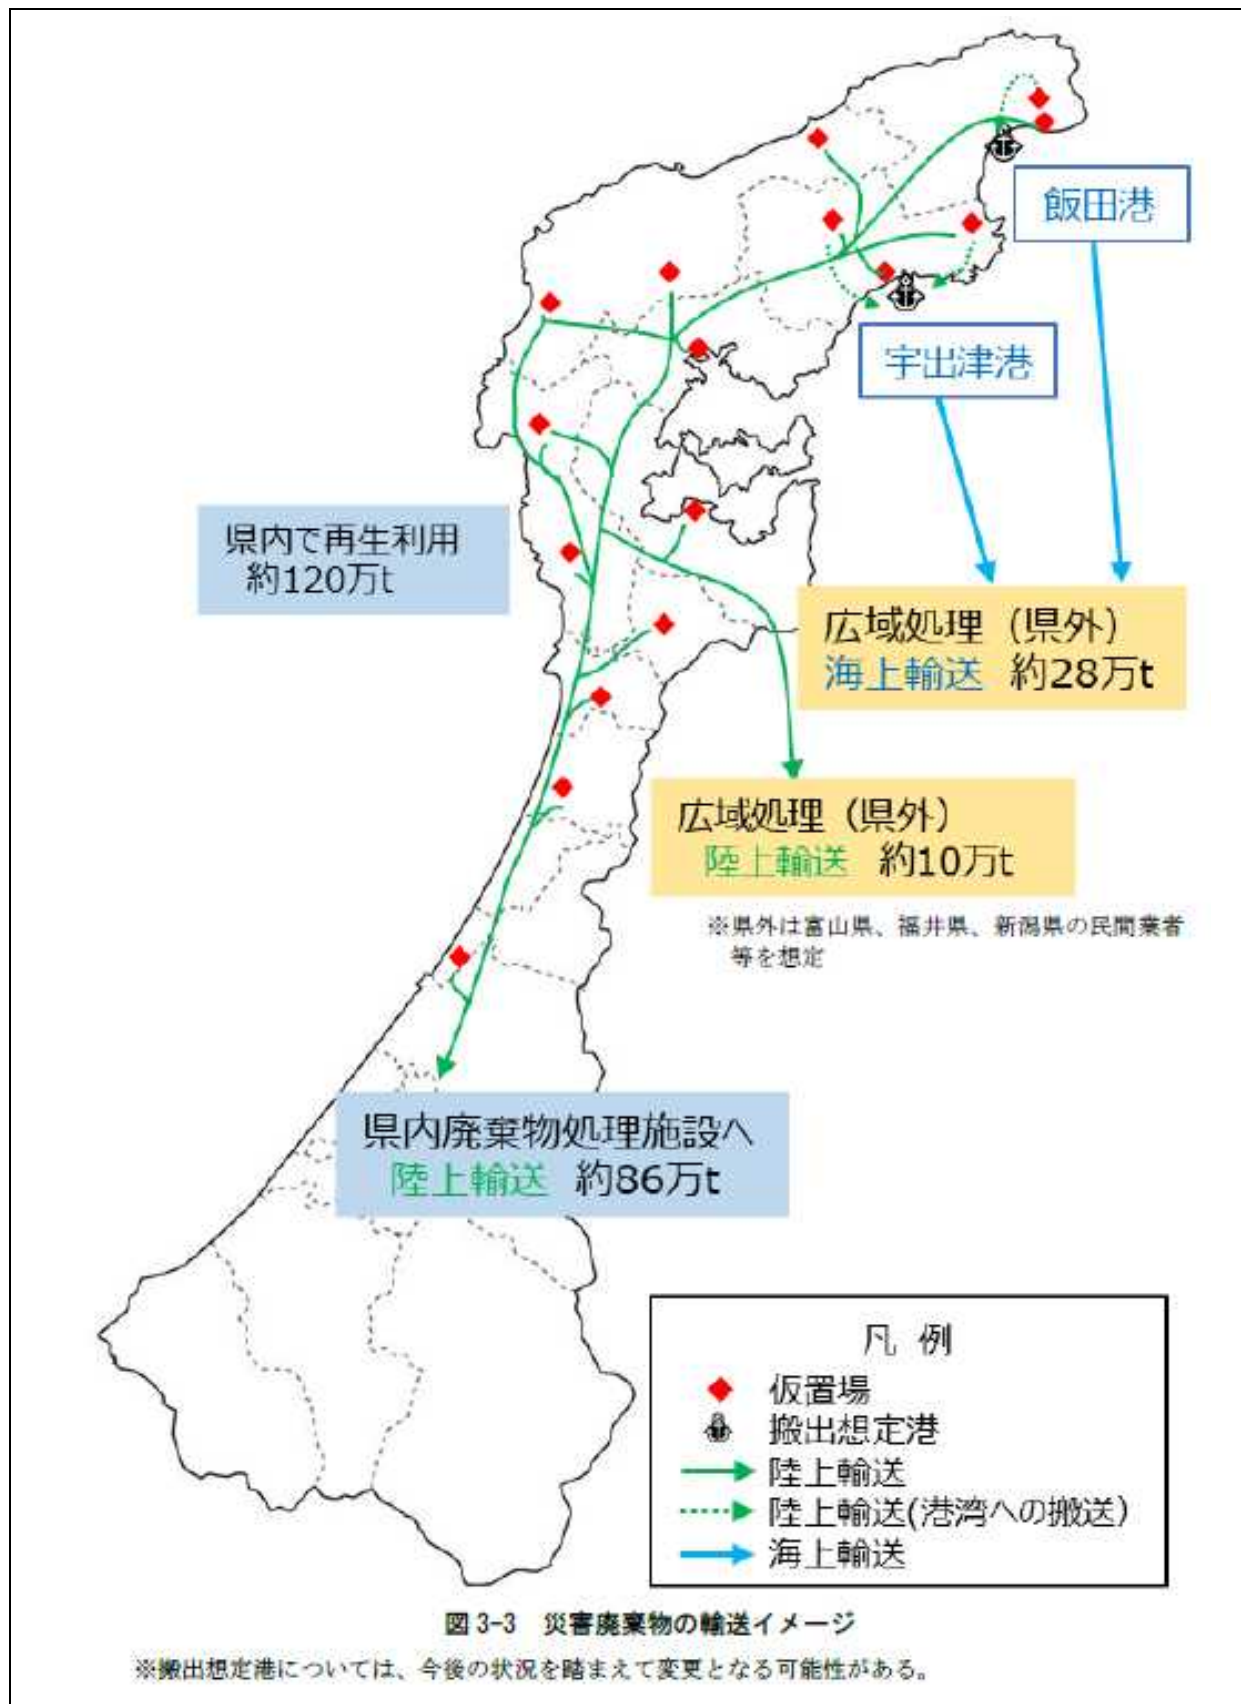 飯田港
宇出津港
県内で再生利用
約120万t
広域処理（県外）
海上輸送 約28万t
広域処理（県外）
陸上輸送 約10万t
※県外は富山県、福井県、新潟県の民間業者
等を想定
県内廃棄物処理施設へ
陸上輸送 約86万t
凡 例
仮置場
搬出想定港
陸上輸送
陸上輸送(港湾への搬送)
海上輸送
図 3-3 災害廃棄物の輸送イメージ
※搬出想定港については、今後の状況を踏まえて変更となる可能性がある。